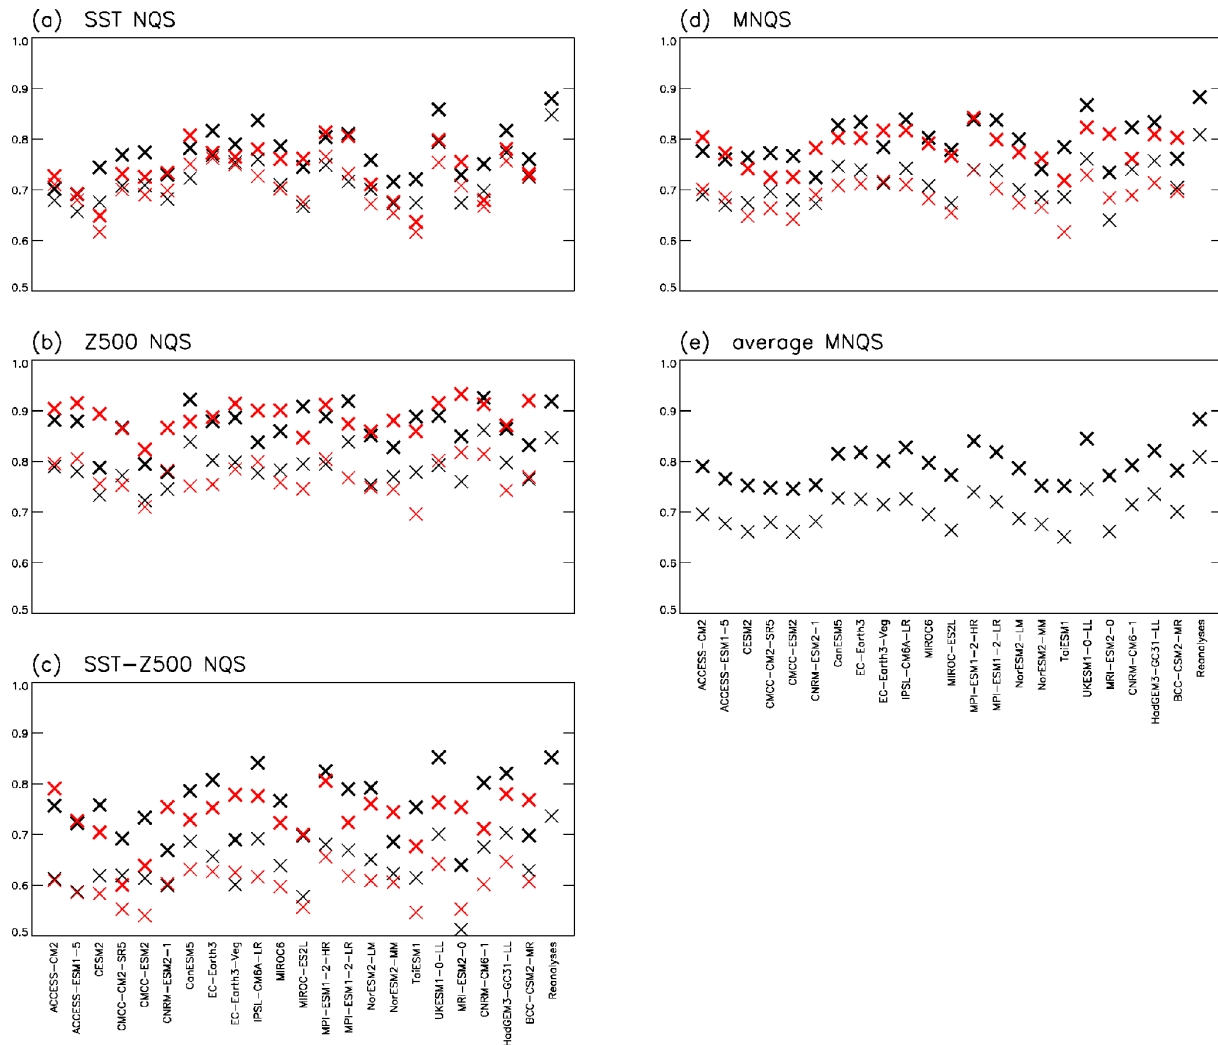 (a) SST NQS
1.0
0.9
0.8
0.7
0.6
0.5
(b) Z500 NQS
1.0
0.9
0.8
0.7
0.6
0.5
(c) SST-Z500 NQS
1.0
0.9
0.8
0.7
0.6
0.5
ACCESS-CM2
ACCESS-ESM1-5
CESM2
CMCC-CM2-SR5
CMCC-ESM2
CNRM-ESM2-1
CanESM5
EC-Earth3
EC-Earth3-Veg
IPSL-CM6A-LR
MIROC6
MIROC-ES2L
MPI-ESM1-2-HR
MPI-ESM1-2-LR
NorESM2-LM
NorESM2-MM
TaiESM1
UKESM1-0-LL
MRI-ESM2-0
CNRM-CM6-1
HadGEM3-GC31-LL
BCC-CSM2-MR
Reanalyses
(d) MNQS
1.0
0.9
0.8
0.7
0.6
0.5
(e) average MNQS
1.0
0.9
0.8
0.7
0.6
0.5
ACCESS-CM2
ACCESS-ESM1-5
CESM2
CMCC-CM2-SR5
CMCC-ESM2
CNRM-ESM2-1
CanESM5
EC-Earth3
EC-Earth3-Veg
IPSL-CM6A-LR
MIROC6
MIROC-ES2L
MPI-ESM1-2-HR
MPI-ESM1-2-LR
NorESM2-LM
NorESM2-MM
TaiESM1
UKESM1-0-LL
MRI-ESM2-0
CNRM-CM6-1
HadGEM3-GC31-LL
BCC-CSM2-MR
Reanalyses